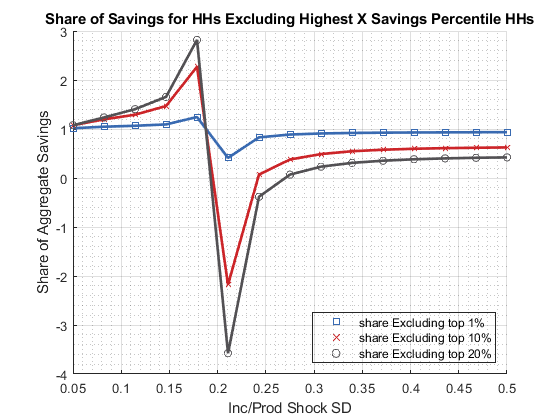 Share of Savings for HHs Excluding Highest X Savings Percentile HHs
Share of Aggregate Savings
3
2
1
0
-1
-2
-3
-4
share Excluding top 1%
share Excluding top 10%
share Excluding top 20%
0.05 0.1 0.15 0.2 0.25 0.3 0.35 0.4 0.45 0.5
Inc/Prod Shock SD